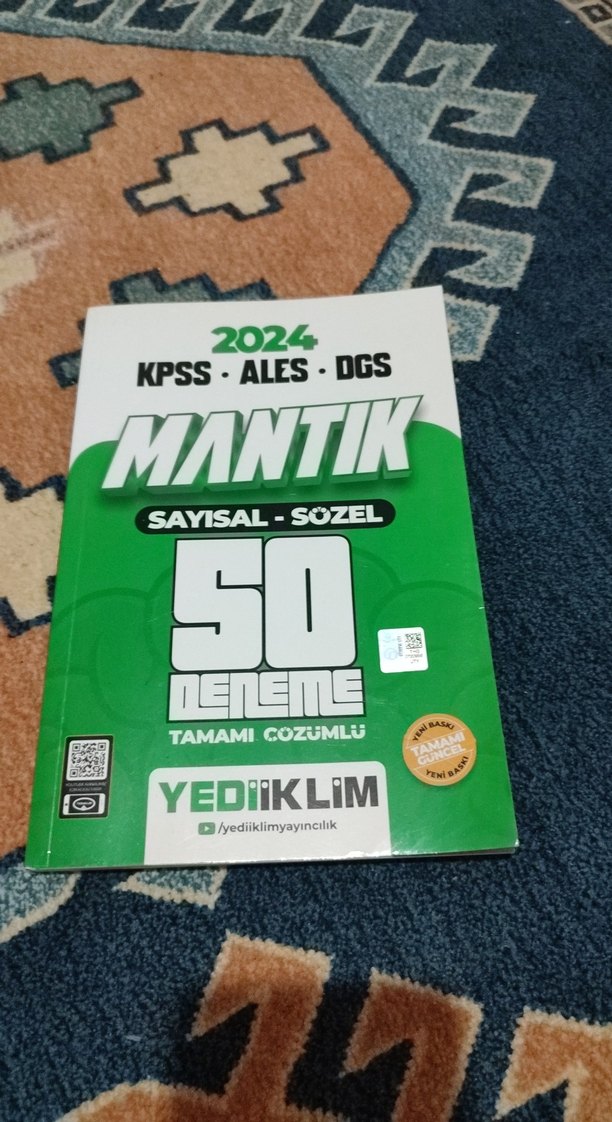 2024
KPSS • ALES • DGS
MANTIK
SAYISAL - SÖZEL
50
DENEME
TAMAMI ÇÖZÜMLÜ
YENİ BASKI
TAMAMI
GÜNCEL
YENİ BASKI
YEDİİKLİM
/yediiklimyayıncılık